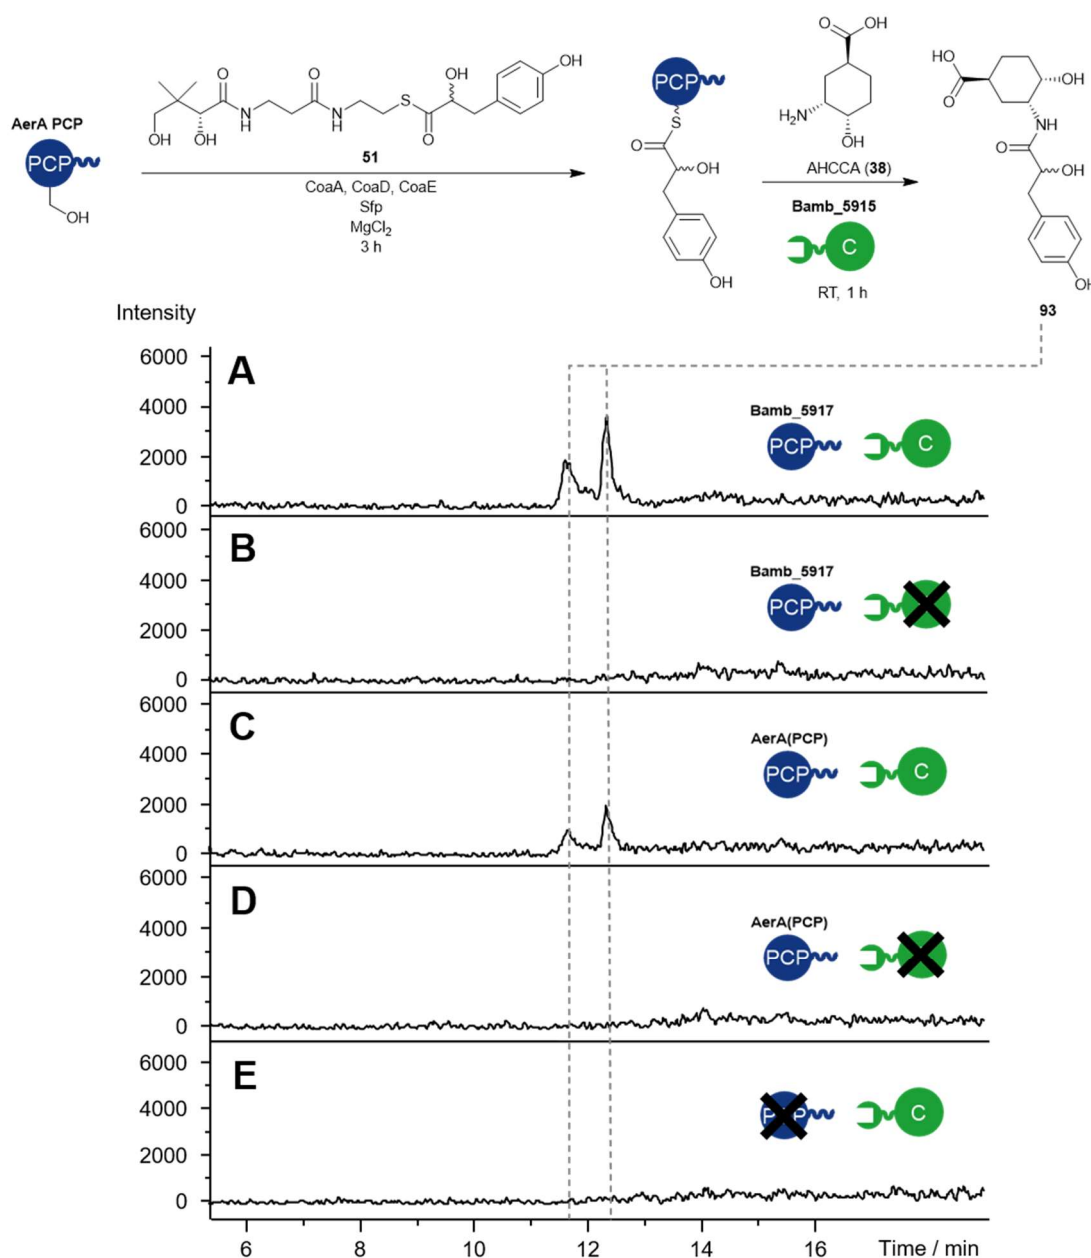 AerA PCP
PCP
OH
O
O
N
H
N
H
S
OH
O
OH
OH
OH
51
CoaA, CoaD, CoaE
Sfp
MgCl2
3 h
PCP
S
O
OH
OH
O
OH
H2N
OH
AHCCA (38)
Bamb_5915
C
RT, 1 h
HO
O
OH
NH
O
OH
OH
93
Intensity
6000
4000
2000
0
A
Bamb_5917
PCP
C
6000
4000
2000
0
B
Bamb_5917
PCP
6000
4000
2000
0
C
AerA(PCP)
PCP
C
6000
4000
2000
0
D
AerA(PCP)
PCP
6000
4000
2000
0
E
PCP
C
6
8
10
12
14
16
Time / min